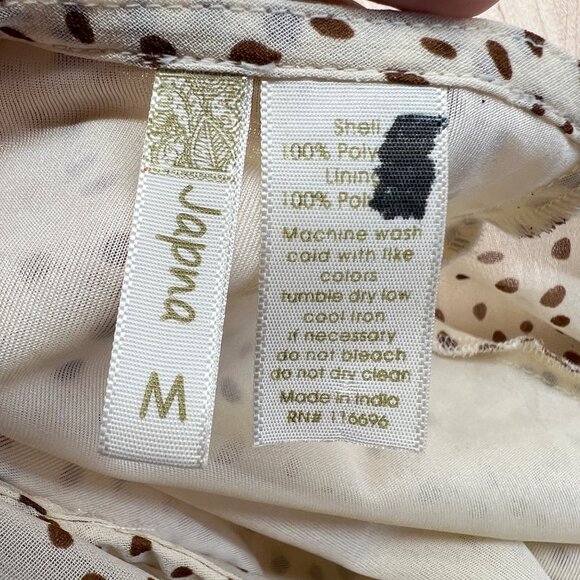 Japna
M
Shell
100% Poly
Lining
100% Poly
Machine wash
cold with like
colors
tumble dry low
cool iron
if necessary
do not bleach
do not dry clean
Made in India
RN# 116696